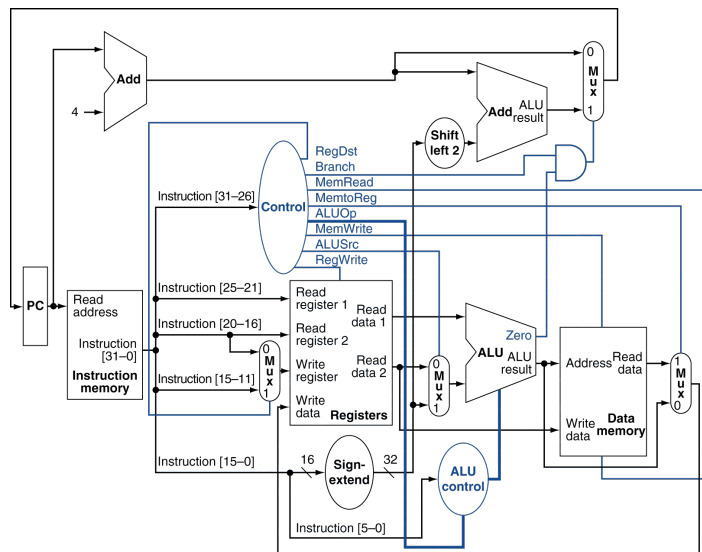 0
M
u
x
1
Add
ALU
Add
result
4
Shift
left 2
RegDst
Branch
MemRead
Instruction [31–26]
Control
MemtoReg
ALUOp
MemWrite
ALUSrc
RegWrite
PC
Read
address
Instruction
[31–0]
Instruction
memory
Instruction [25–21]
Instruction [20–16]
Instruction [15–11]
Instruction [15–0]
0
M
u
x
1
Read
register 1
Read
register 2
Write
register
Write
data
Read
data 1
Read
data 2
Registers
0
M
u
x
1
Zero
ALU
ALU
result
Address
Read
data
Write
data
Data
memory
1
M
u
x
0
16
Sign-
extend
32
ALU
control
Instruction [5–0]